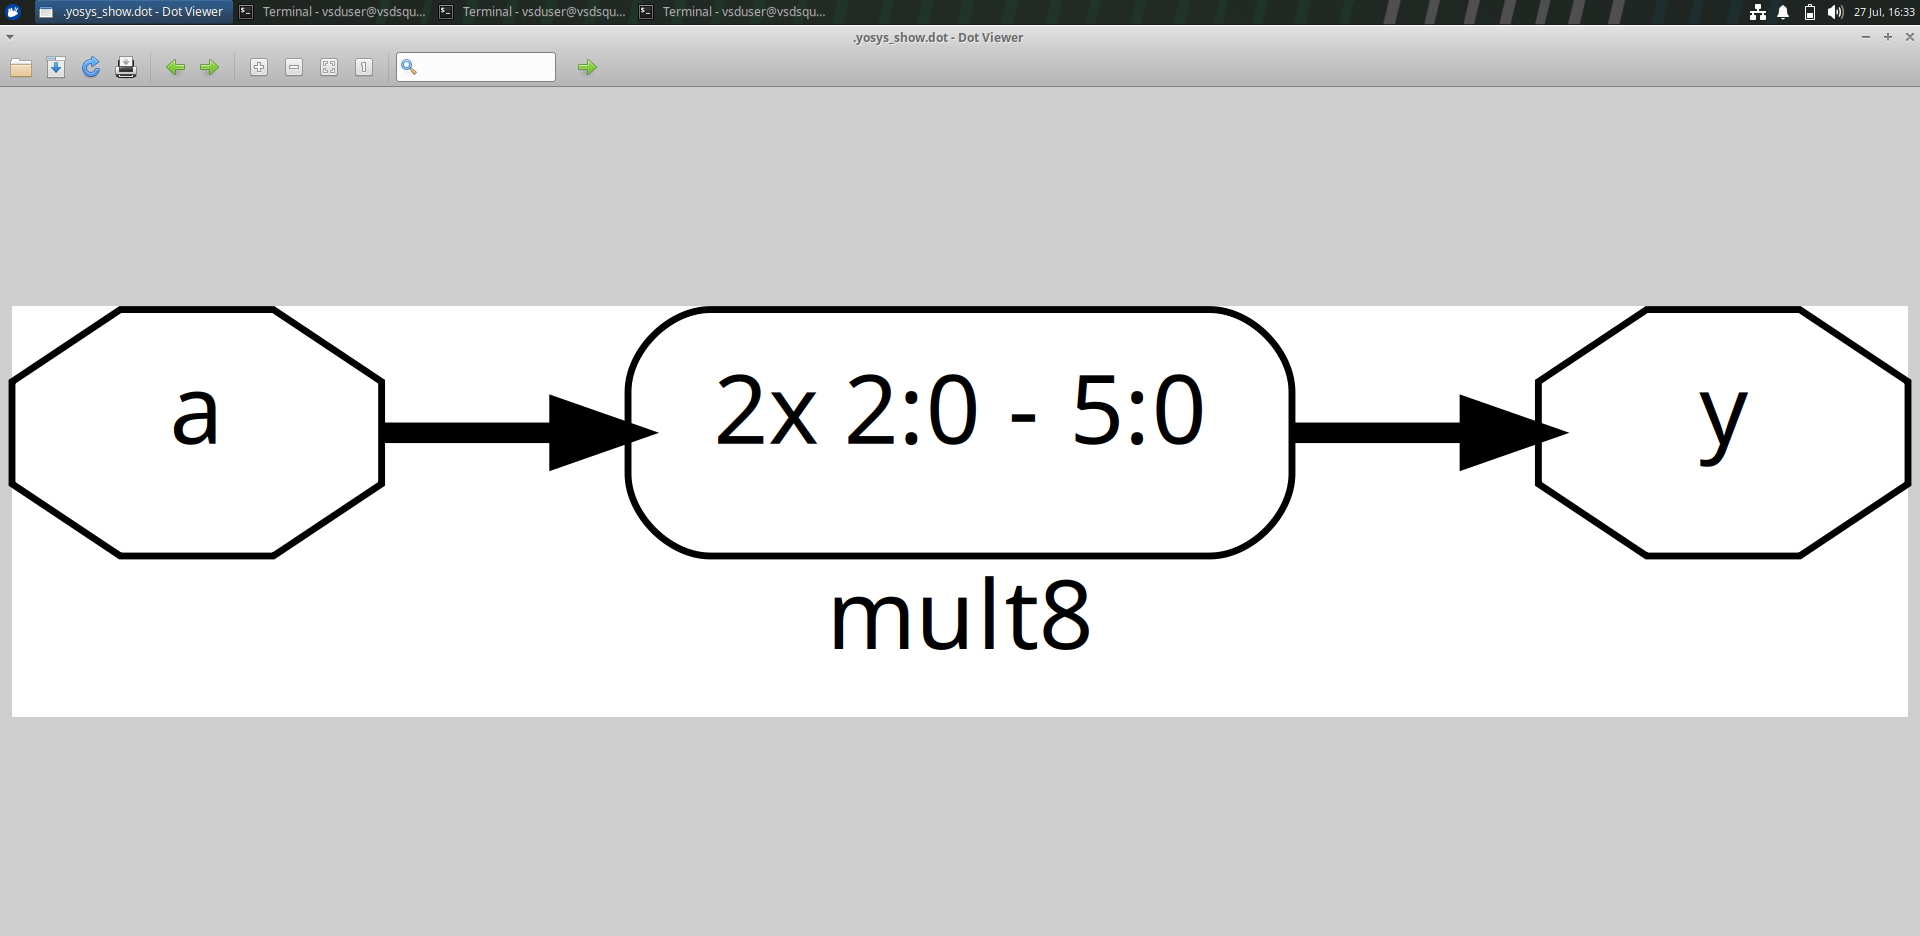 .yosys_show.dot - Dot Viewer
Terminal - vsduser@vsdsqu...
Terminal - vsduser@vsdsqu...
Terminal - vsduser@vsdsqu...
27 Jul, 16:33
.yosys_show.dot - Dot Viewer
a
2x 2:0 - 5:0
y
mult8